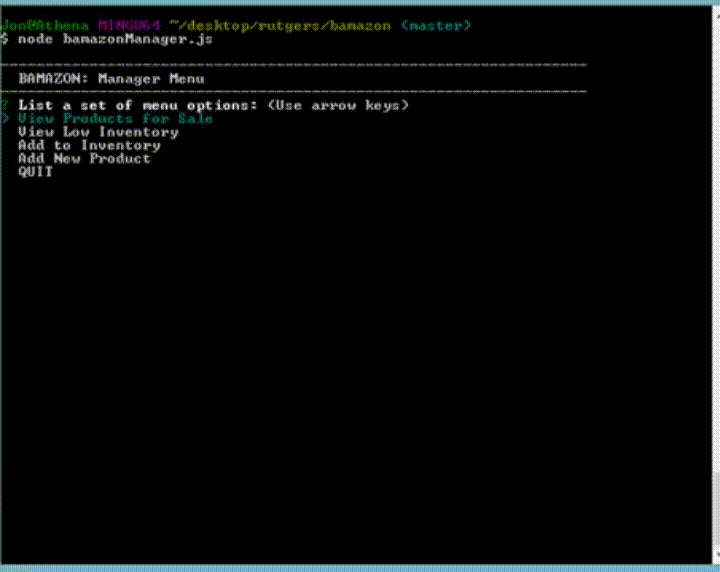 Jon@Athena MINGW64 ~/desktop/rutgers/bamazon (master)
$ node bamazonManager.js
BAMAZON: Manager Menu
? List a set of menu options: (Use arrow keys)
> View Products for Sale
View Low Inventory
Add to Inventory
Add New Product
QUIT